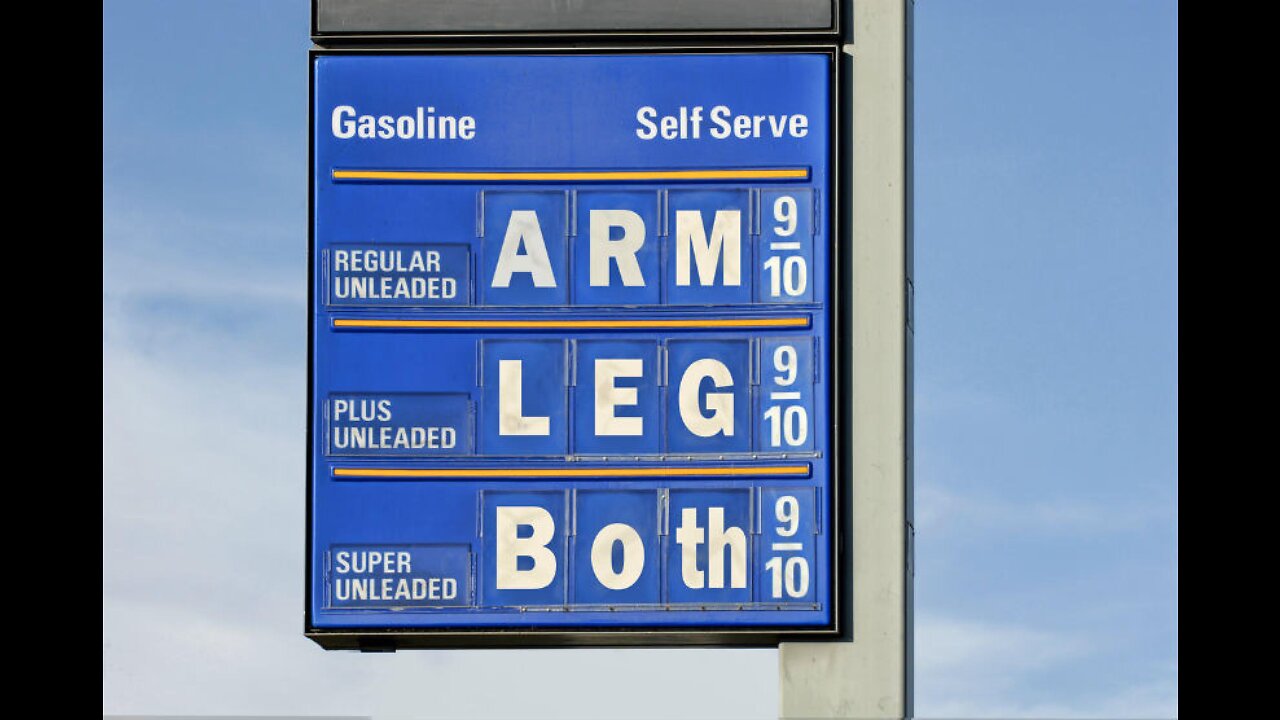 Gasoline Self Serve
REGULAR UNLEADED ARM 9/10
PLUS UNLEADED LEG 9/10
SUPER UNLEADED Both 9/10